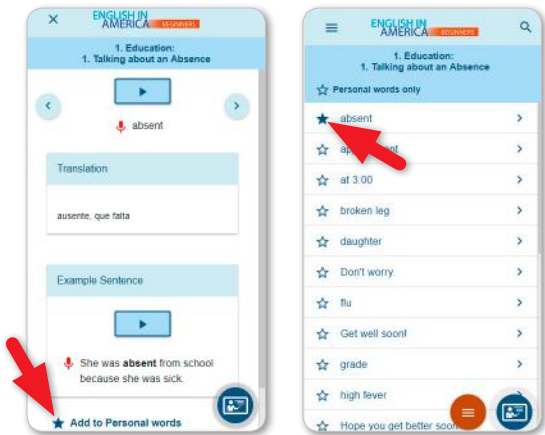 ENGLISH IN
AMERICA BEGINNERS
1. Education:
1. Talking about an Absence
absent
Translation
ausente, que falta
Example Sentence
She was absent from school
because she was sick.
Add to Personal words
ENGLISH IN
AMERICA BEGINNERS
1. Education:
1. Talking about an Absence
Personal words only
absent
at 3:00
broken leg
daughter
Don't worry.
flu
Get well soon!
grade
high fever
Hope you get better soon